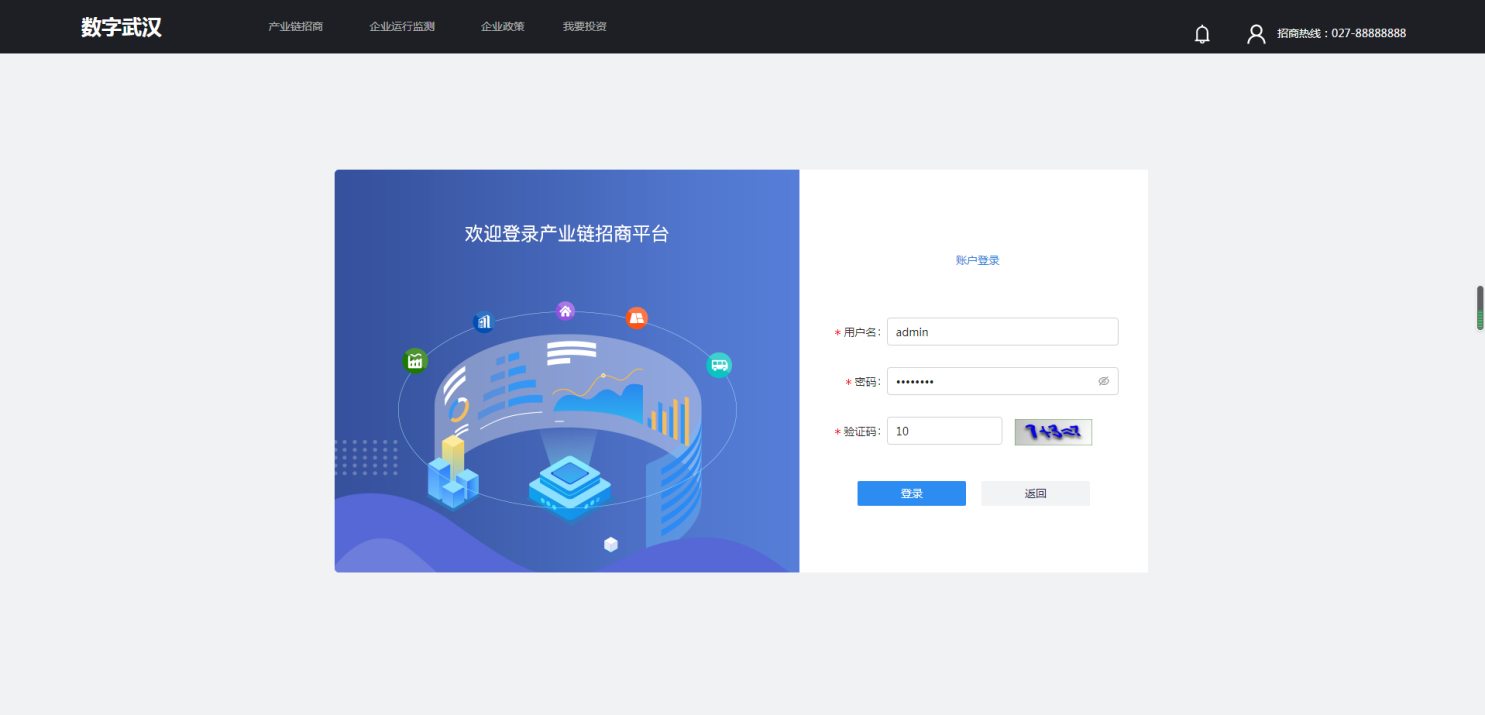 数字武汉
产业链招商 企业运行监测 企业政策 我要投资
招商热线：027-88888888
欢迎登录产业链招商平台
账户登录
* 用户名: admin
* 密码: ••••••••
* 验证码: 10 7+3=?
登录 返回